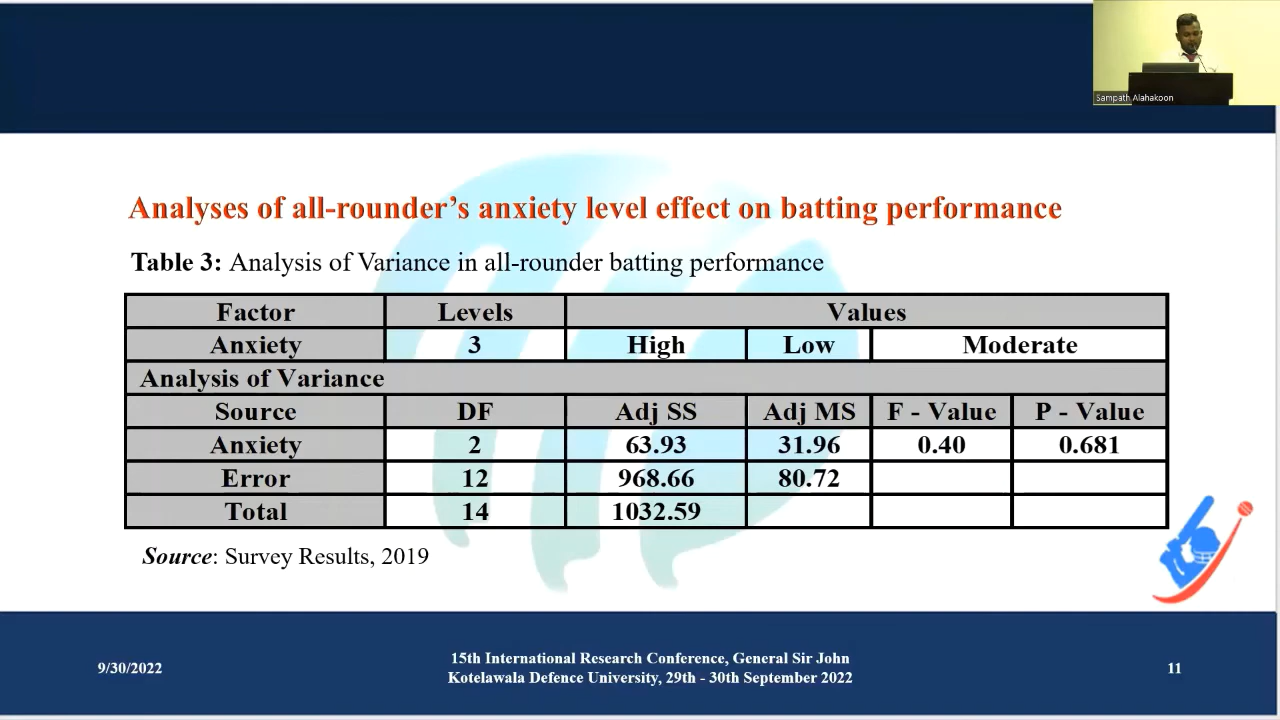 Sampath Alahakoon
Analyses of all-rounder’s anxiety level effect on batting performance
Table 3: Analysis of Variance in all-rounder batting performance
Factor Levels Values
Anxiety 3 High Low Moderate
Analysis of Variance
Source DF Adj SS Adj MS F - Value P - Value
Anxiety 2 63.93 31.96 0.40 0.681
Error 12 968.66 80.72
Total 14 1032.59
Source: Survey Results, 2019
9/30/2022
15th International Research Conference, General Sir John
Kotelawala Defence University, 29th - 30th September 2022
11